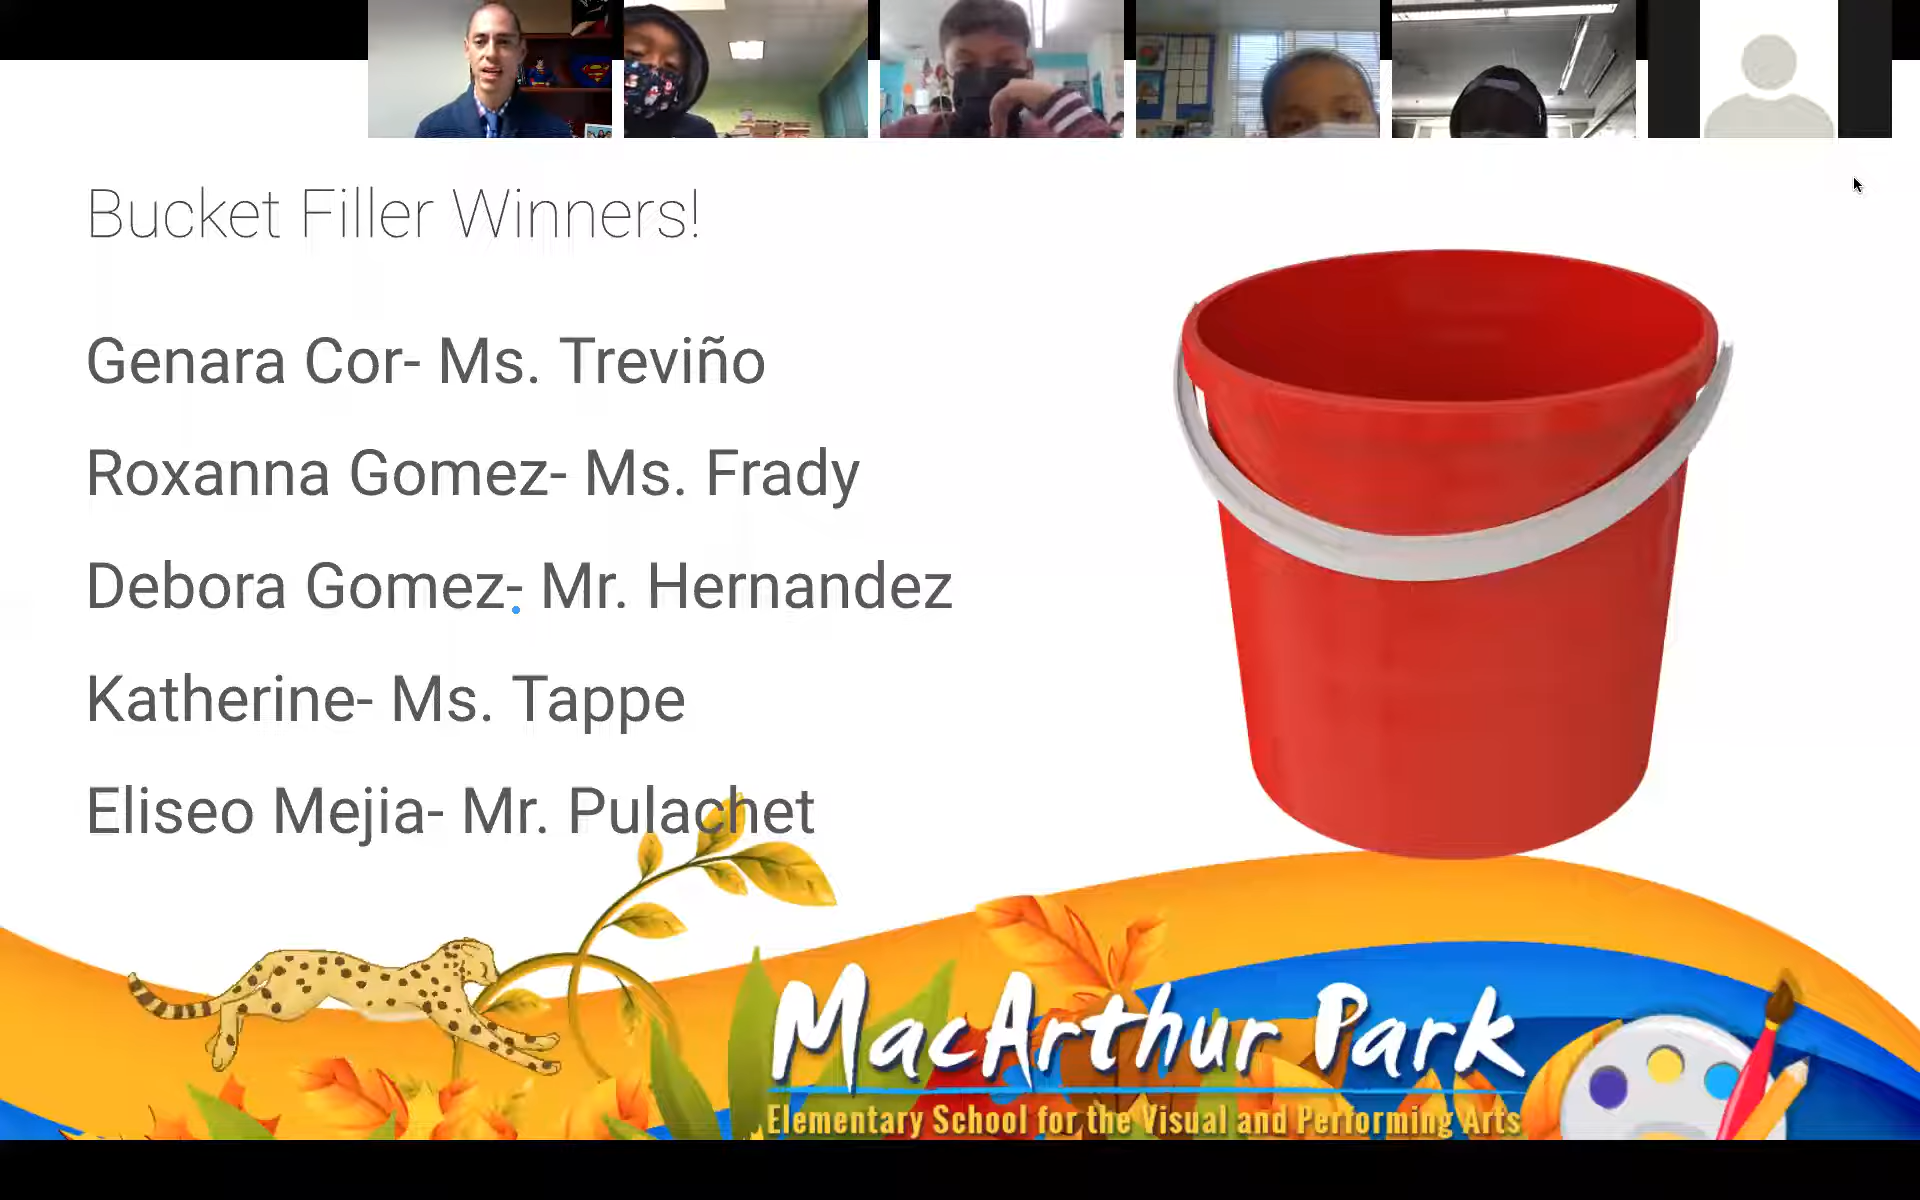 Bucket Filler Winners!
Genara Cor- Ms. Treviño
Roxanna Gomez- Ms. Frady
Debora Gomez- Mr. Hernandez
Katherine- Ms. Tappe
Eliseo Mejia- Mr. Pulachet
MacArthur Park
Elementary School for the Visual and Performing Arts